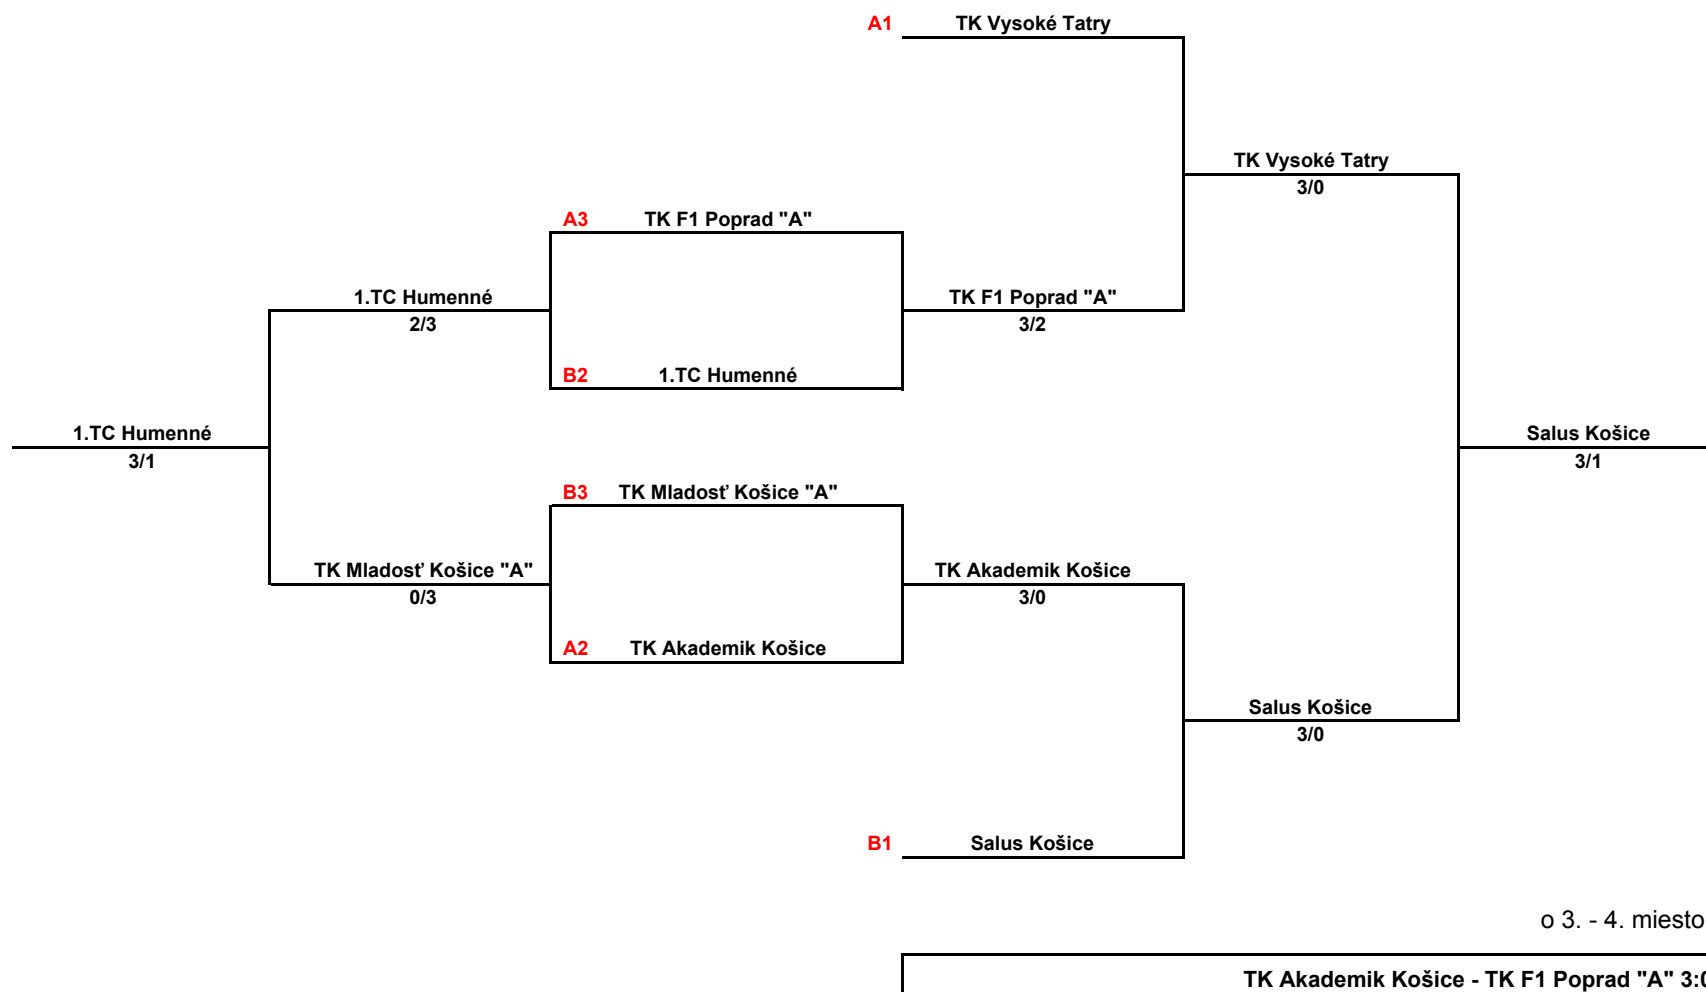 A1 TK Vysoké Tatry
TK Vysoké Tatry
3/0
A3 TK F1 Poprad "A"
1.TC Humenné
2/3
TK F1 Poprad "A"
3/2
B2 1.TC Humenné
1.TC Humenné
3/1
Salus Košice
3/1
B3 TK Mladosť Košice "A"
TK Mladosť Košice "A"
0/3
TK Akademik Košice
3/0
A2 TK Akademik Košice
Salus Košice
3/0
B1 Salus Košice
o 3. - 4. miesto
TK Akademik Košice - TK F1 Poprad "A" 3:0